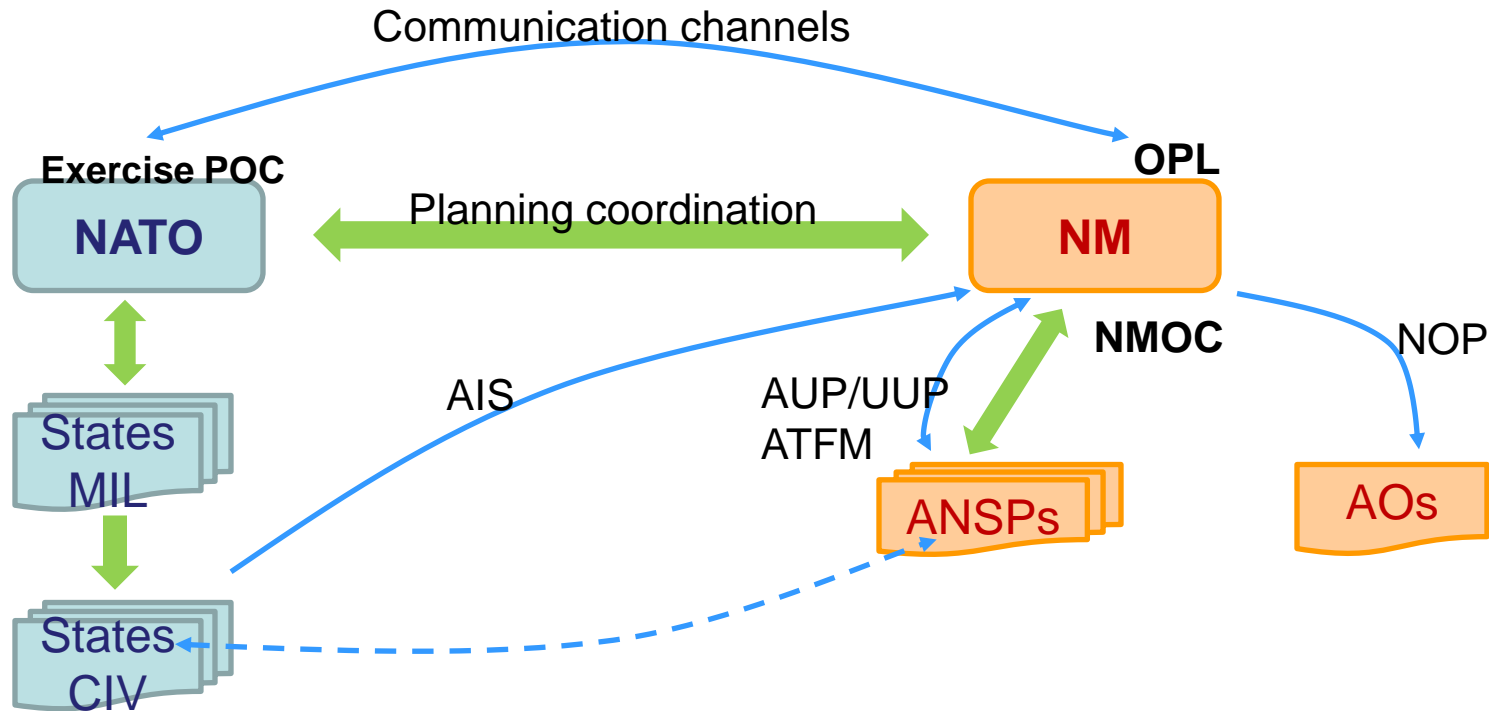 Communication channels
Exercise POC
OPL
NATO
Planning coordination
NM
NMOC
NOP
AIS
AUP/UUP
ATFM
States
MIL
ANSPs
AOs
States
CIV